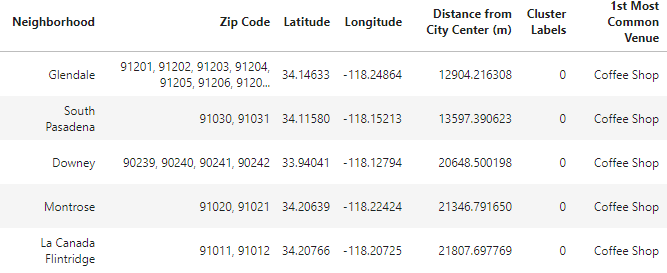 Neighborhood Zip Code Latitude Longitude Distance from City Center (m) Cluster Labels 1st Most Common Venue
Glendale 91201, 91202, 91203, 91204, 91205, 91206, 9120... 34.14633 -118.24864 12904.216308 0 Coffee Shop
South Pasadena 91030, 91031 34.11580 -118.15213 13597.390623 0 Coffee Shop
Downey 90239, 90240, 90241, 90242 33.94041 -118.12794 20648.500198 0 Coffee Shop
Montrose 91020, 91021 34.20639 -118.22424 21346.791650 0 Coffee Shop
La Canada Flintridge 91011, 91012 34.20766 -118.20725 21807.697769 0 Coffee Shop